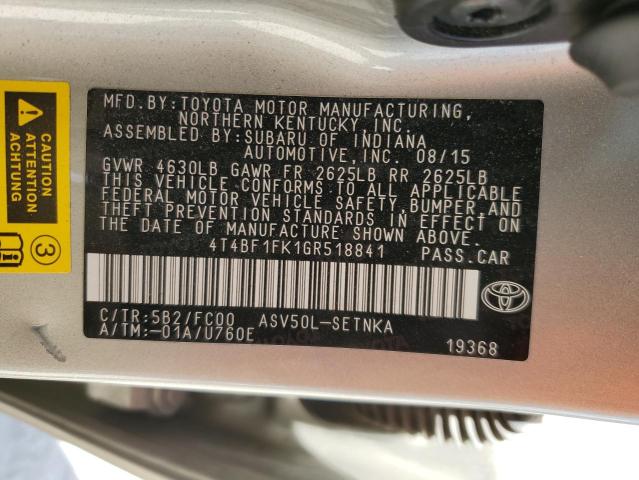 CAUTION
ATTENTION
ACHTUNG
3
MFD.BY:TOYOTA MOTOR MANUFACTURING,
NORTHERN KENTUCKY, INC.
ASSEMBLED BY:SUBARU OF INDIANA
AUTOMOTIVE,INC. 08/15
GVWR 4630LB GAWR FR 2625LB RR 2625LB
THIS VEHICLE CONFORMS TO ALL APPLICABLE
FEDERAL MOTOR VEHICLE SAFETY,BUMPER,AND
THEFT PREVENTION STANDARDS IN EFFECT ON
THE DATE OF MANUFACTURE SHOWN ABOVE.
4T4BF1FK1GR518841 PASS.CAR
C/TR:5B2/FC00 ASV50L-SETNKA
A/TM:-01A/U760E
19368